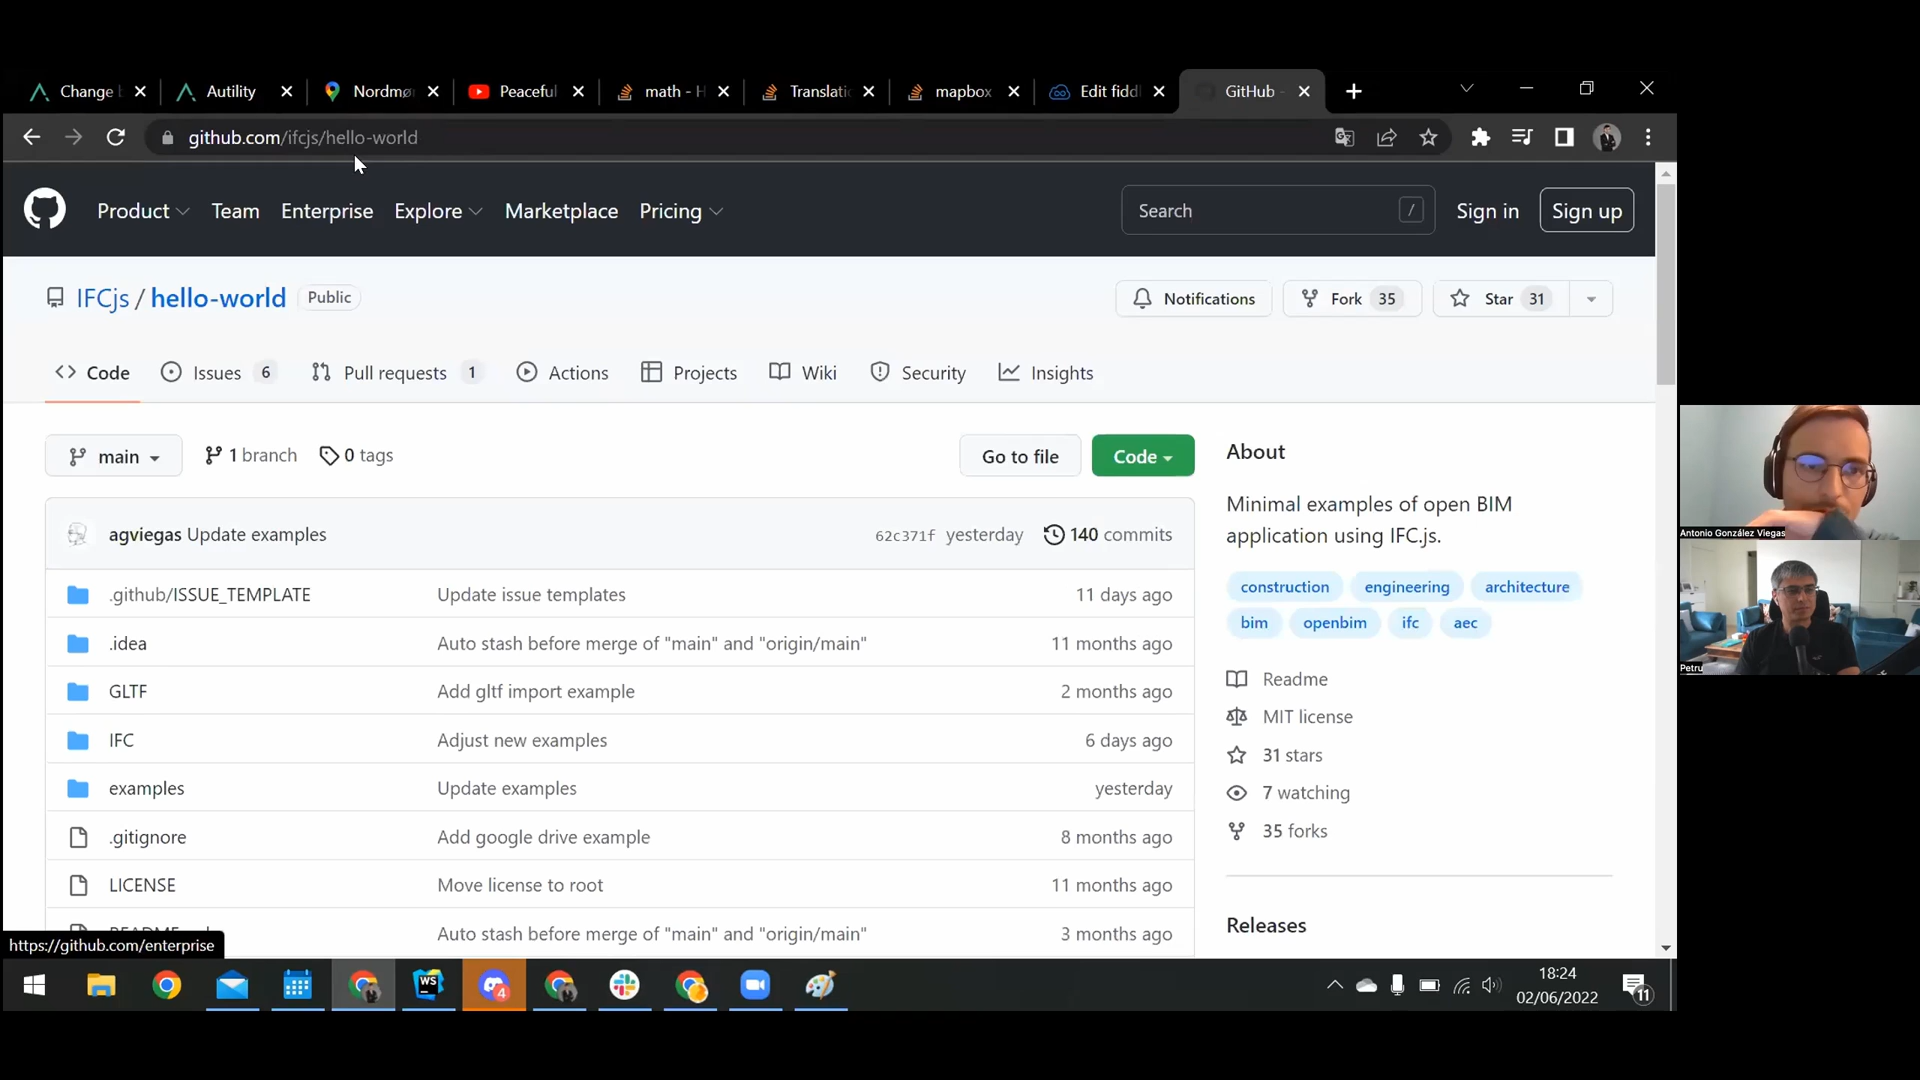 Change
Autility
Nordmør
Peaceful
math - H
Translatio
mapbox
Edit fiddl
GitHub -
github.com/ifcjs/hello-world
Product
Team
Enterprise
Explore
Marketplace
Pricing
Search /
Sign in
Sign up
IFCjs / hello-world Public
Notifications
Fork 35
Star 31
Code
Issues 6
Pull requests 1
Actions
Projects
Wiki
Security
Insights
main
1 branch
0 tags
Go to file
Code
agviegas Update examples 62c371f yesterday 140 commits
.github/ISSUE_TEMPLATE Update issue templates 11 days ago
.idea Auto stash before merge of "main" and "origin/main" 11 months ago
GLTF Add gltf import example 2 months ago
IFC Adjust new examples 6 days ago
examples Update examples yesterday
.gitignore Add google drive example 8 months ago
LICENSE Move license to root 11 months ago
Auto stash before merge of "main" and "origin/main" 3 months ago
About
Minimal examples of open BIM
application using IFC.js.
construction engineering architecture
bim openbim ifc aec
Readme
MIT license
31 stars
7 watching
35 forks
Releases
https://github.com/enterprise
Antonio González Viegas
Petru
WS
4
18:24
02/06/2022
11